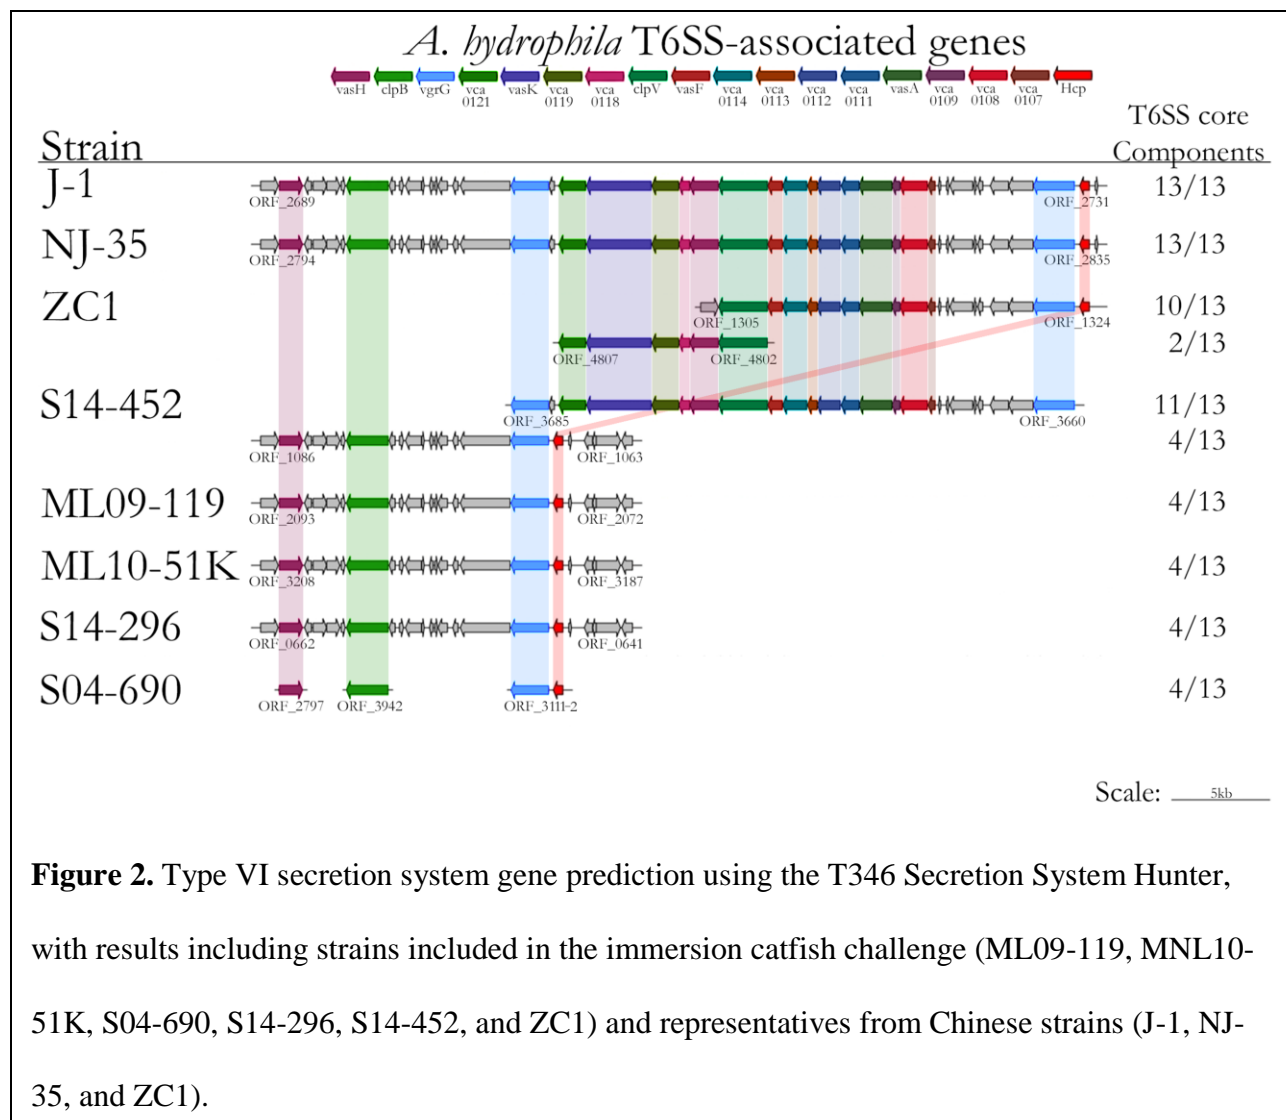 A. hydrophila T6SS-associated genes
vasH clpB vgrG vca 0121 vasK vca 0119 vca 0118 clpV vasF vca 0114 vca 0113 vca 0112 vca 0111 vasA vca 0109 vca 0108 vca 0107 Hcp
T6SS core
Strain Components
J-1 13/13
ORF_2689 ORF_2731
NJ-35 13/13
ORF_2794 ORF_2835
ZC1 10/13
ORF_1305 ORF_1324
2/13
ORF_4807 ORF_4802
S14-452 11/13
ORF_3685 ORF_3660
4/13
ORF_1086 ORF_1063
ML09-119 4/13
ORF_2093 ORF_2072
ML10-51K 4/13
ORF_3208 ORF_3187
S14-296 4/13
ORF_0662 ORF_0641
S04-690 4/13
ORF_2797 ORF_3942 ORF_3111-2
Scale: 5kb
Figure 2. Type VI secretion system gene prediction using the T346 Secretion System Hunter,
with results including strains included in the immersion catfish challenge (ML09-119, MNL10-
51K, S04-690, S14-296, S14-452, and ZC1) and representatives from Chinese strains (J-1, NJ-
35, and ZC1).